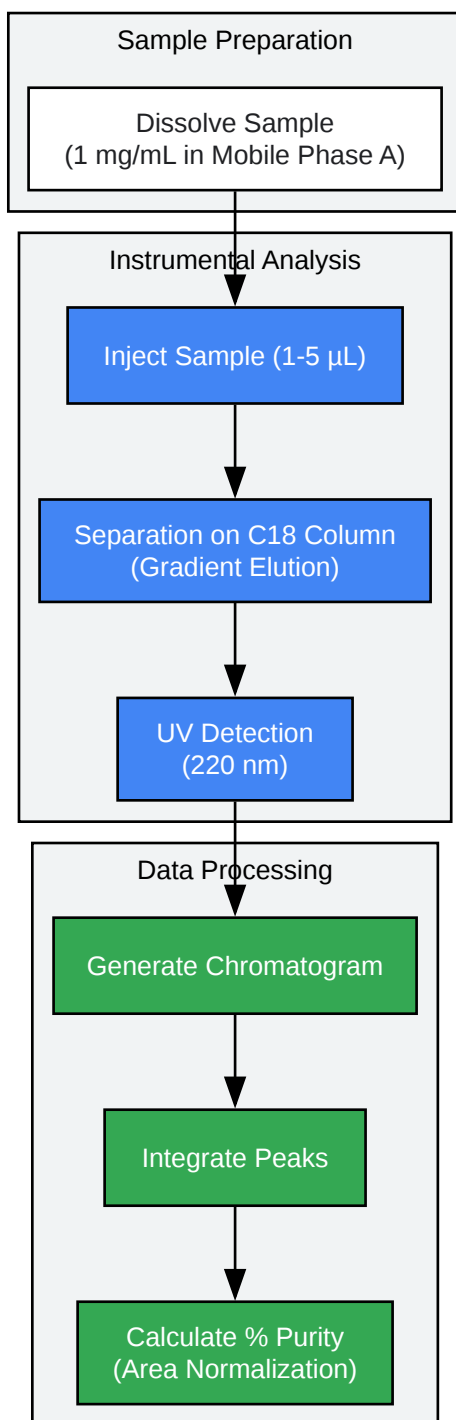 Sample Preparation
Dissolve Sample
(1 mg/mL in Mobile Phase A)
Instrumental Analysis
Inject Sample (1-5 µL)
Separation on C18 Column
(Gradient Elution)
UV Detection
(220 nm)
Data Processing
Generate Chromatogram
Integrate Peaks
Calculate % Purity
(Area Normalization)